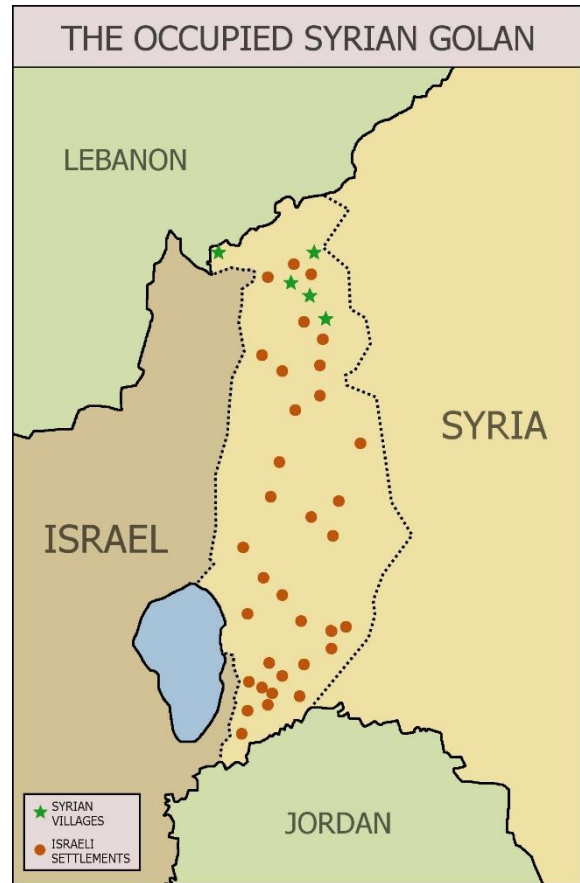 THE OCCUPIED SYRIAN GOLAN
LEBANON
SYRIA
ISRAEL
JORDAN
SYRIAN
VILLAGES
ISRAELI
SETTLEMENTS